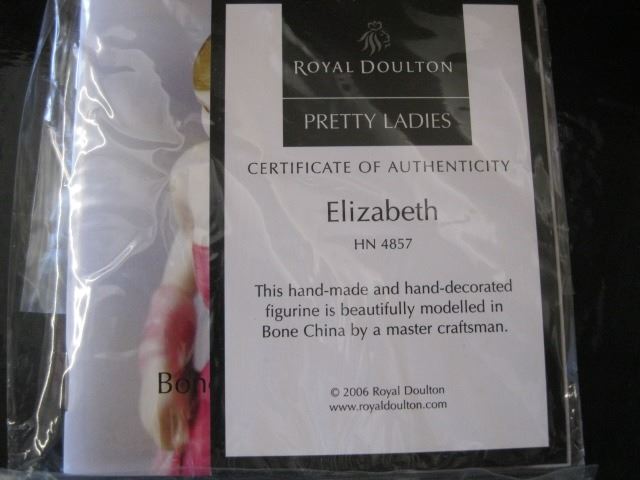 ROYAL DOULTON
PRETTY LADIES
CERTIFICATE OF AUTHENTICITY
Elizabeth
HN 4857
This hand-made and hand-decorated
figurine is beautifully modelled in
Bone China by a master craftsman.
© 2006 Royal Doulton
www.royaldoulton.com
Bon